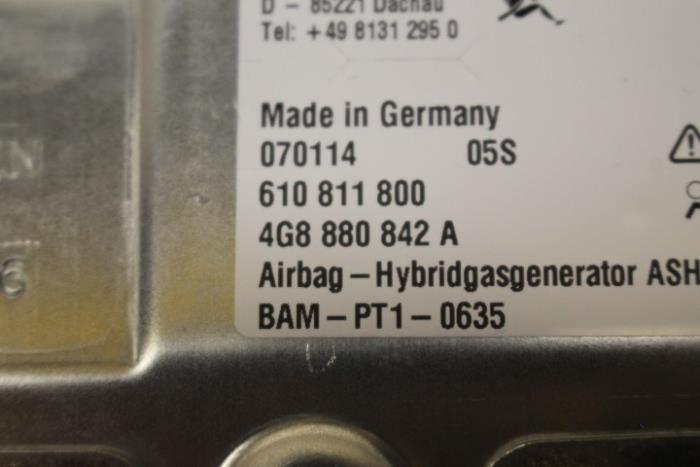 D – 85221 Dachau
Tel: +49 8131 295 0
Made in Germany
070114 05S
610 811 800
4G8 880 842 A
Airbag – Hybridgasgenerator ASH
BAM – PT1 – 0635
6